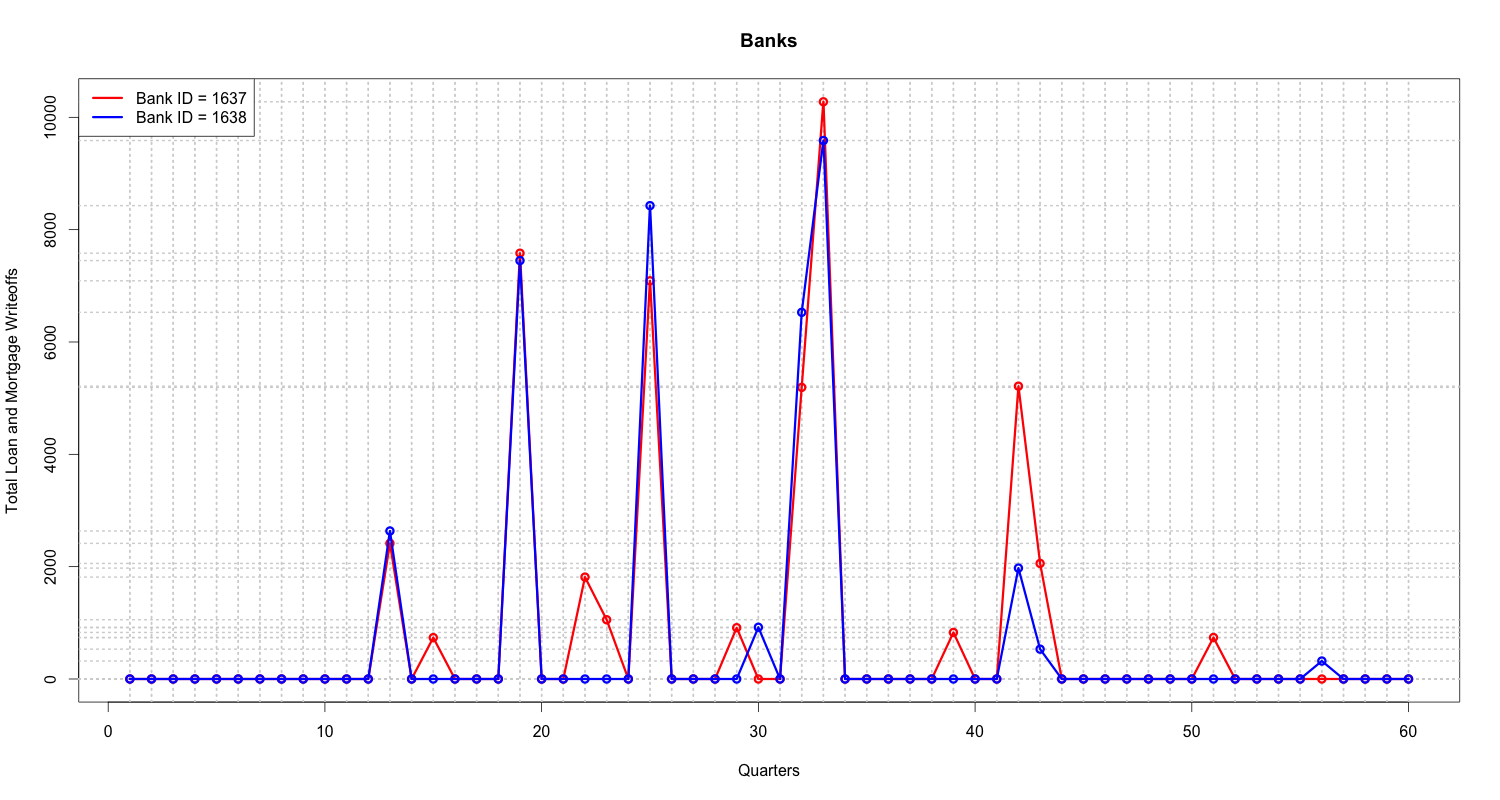 Banks
Bank ID = 1637
Bank ID = 1638
Total Loan and Mortgage Writeoffs
10000
8000
6000
4000
2000
0
0 10 20 30 40 50 60
Quarters